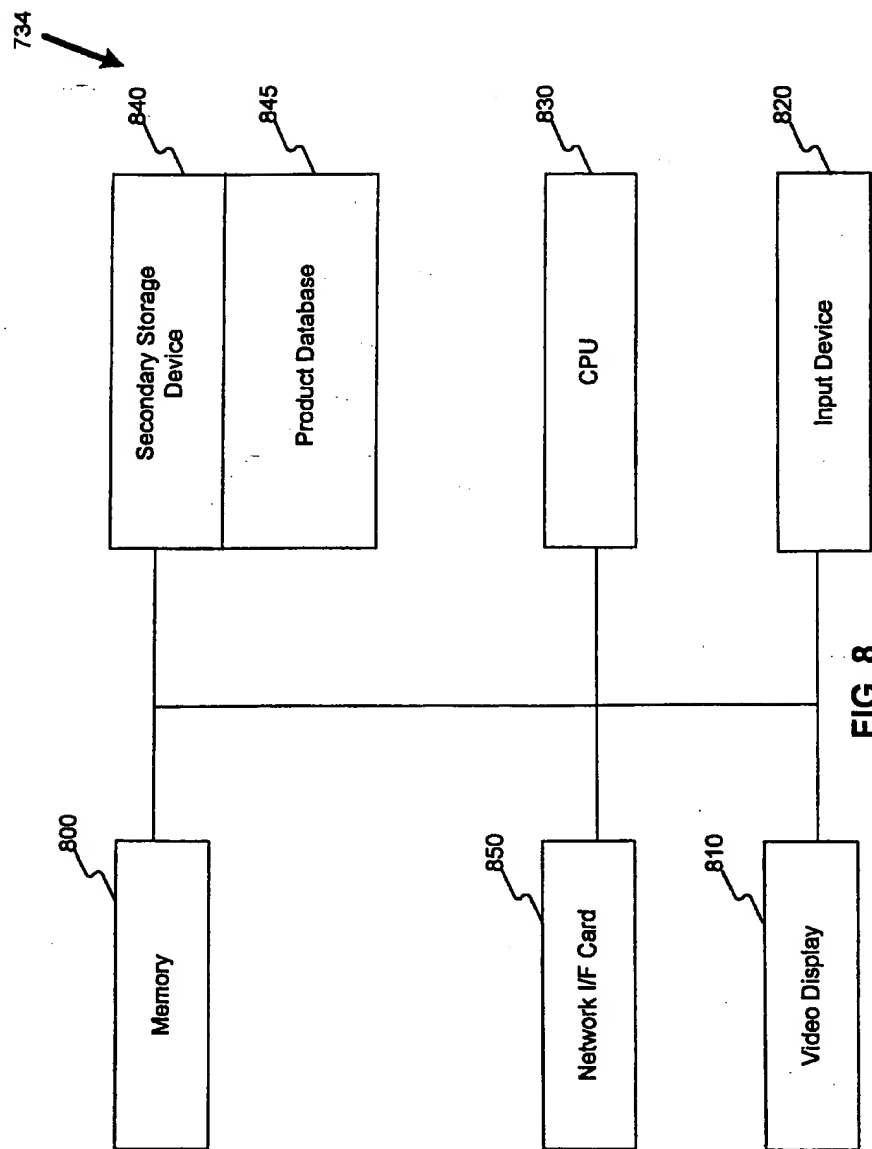 734
800
Memory
840
Secondary Storage
Device
845
Product Database
850
Network I/F Card
830
CPU
810
Video Display
820
Input Device
FIG. 8